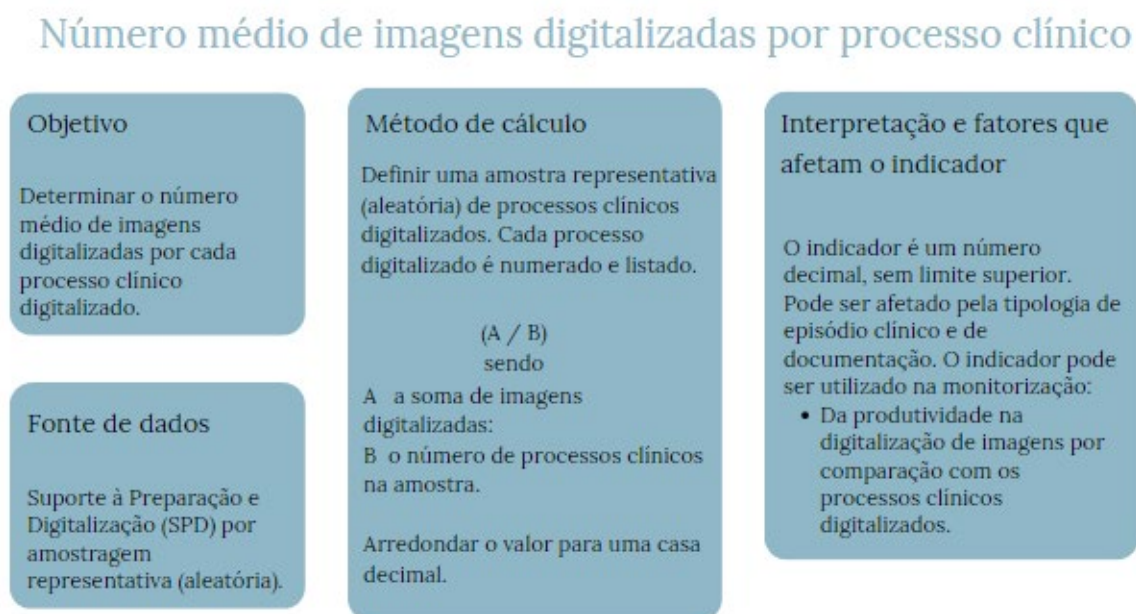 Número médio de imagens digitalizadas por processo clínico
Objetivo
Determinar o número
médio de imagens
digitalizadas por cada
processo clínico
digitalizado.
Fonte de dados
Suporte à Preparação e
Digitalização (SPD) por
amostragem
representativa (aleatória).
Método de cálculo
Definir uma amostra representativa
(aleatória) de processos clínicos
digitalizados. Cada processo
digitalizado é numerado e listado.
(A / B)
sendo
A a soma de imagens
digitalizadas:
B o número de processos clínicos
na amostra.
Arredondar o valor para uma casa
decimal.
Interpretação e fatores que
afetam o indicador
O indicador é um número
decimal, sem limite superior.
Pode ser afetado pela tipologia de
episódio clínico e de
documentação. O indicador pode
ser utilizado na monitorização:
• Da produtividade na
digitalização de imagens por
comparação com os
processos clínicos
digitalizados.